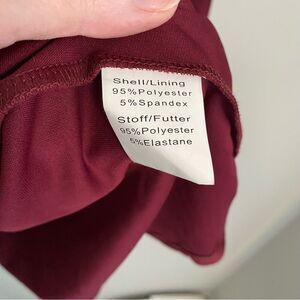 Shell/Lining
95%Polyester
5%Spandex
Stoff/Futter
95%Polyester
5%Elastane